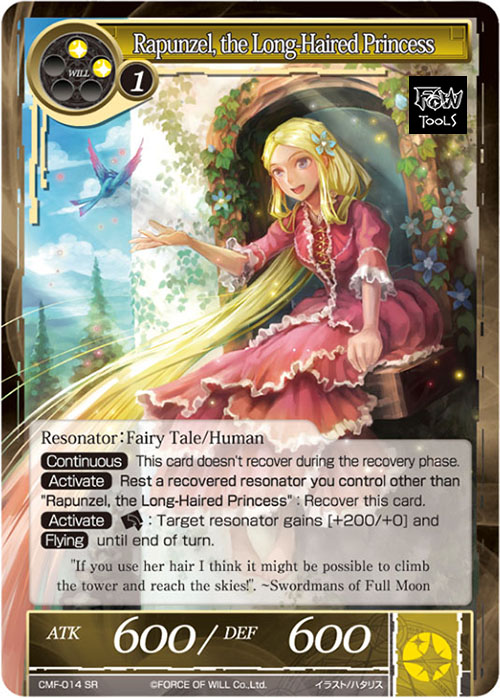 Rapunzel, the Long-Haired Princess
WILL
1
FOW
TOOLS
Resonator：Fairy Tale/Human
Continuous This card doesn't recover during the recovery phase.
Activate Rest a recovered resonator you control other than
"Rapunzel, the Long-Haired Princess" : Recover this card.
Activate : Target resonator gains [+200/+0] and
Flying until end of turn.
"If you use her hair I think it might be possible to climb
the tower and reach the skies!". ~Swordmans of Full Moon
ATK 600/ DEF 600
CMF-014 SR ©FORCE OF WILL Co.,Ltd. イラスト/ハタリス